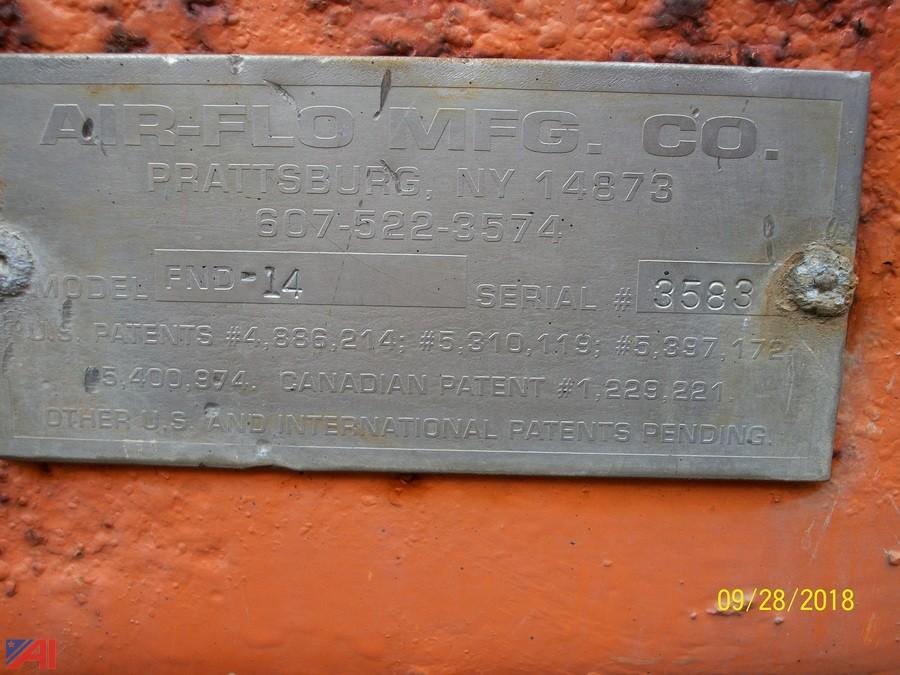 AIR-FLO MFG. CO.
PRATTSBURG, NY 14873
607-522-3574
MODEL FND-14 SERIAL # 3583
U.S. PATENTS #4,886,214; #5,310,119; #5,397,172,
#5,400,974. CANADIAN PATENT #1,229,221.
OTHER U.S. AND INTERNATIONAL PATENTS PENDING.
09/28/2018
AI